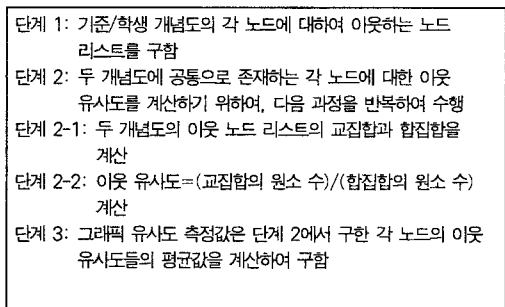 단계 1: 기준/학생 개념도의 각 노드에 대하여 이웃하는 노드
리스트를 구함
단계 2: 두 개념도에 공통으로 존재하는 각 노드에 대한 이웃
유사도를 계산하기 위하여, 다음 과정을 반복하여 수행
단계 2-1: 두 개념도의 이웃 노드 리스트의 교집합과 합집합을
계산
단계 2-2: 이웃 유사도=(교집합의 원소 수)/(합집합의 원소 수)
계산
단계 3: 그래픽 유사도 측정값은 단계 2에서 구한 각 노드의 이웃
유사도들의 평균값을 계산하여 구함